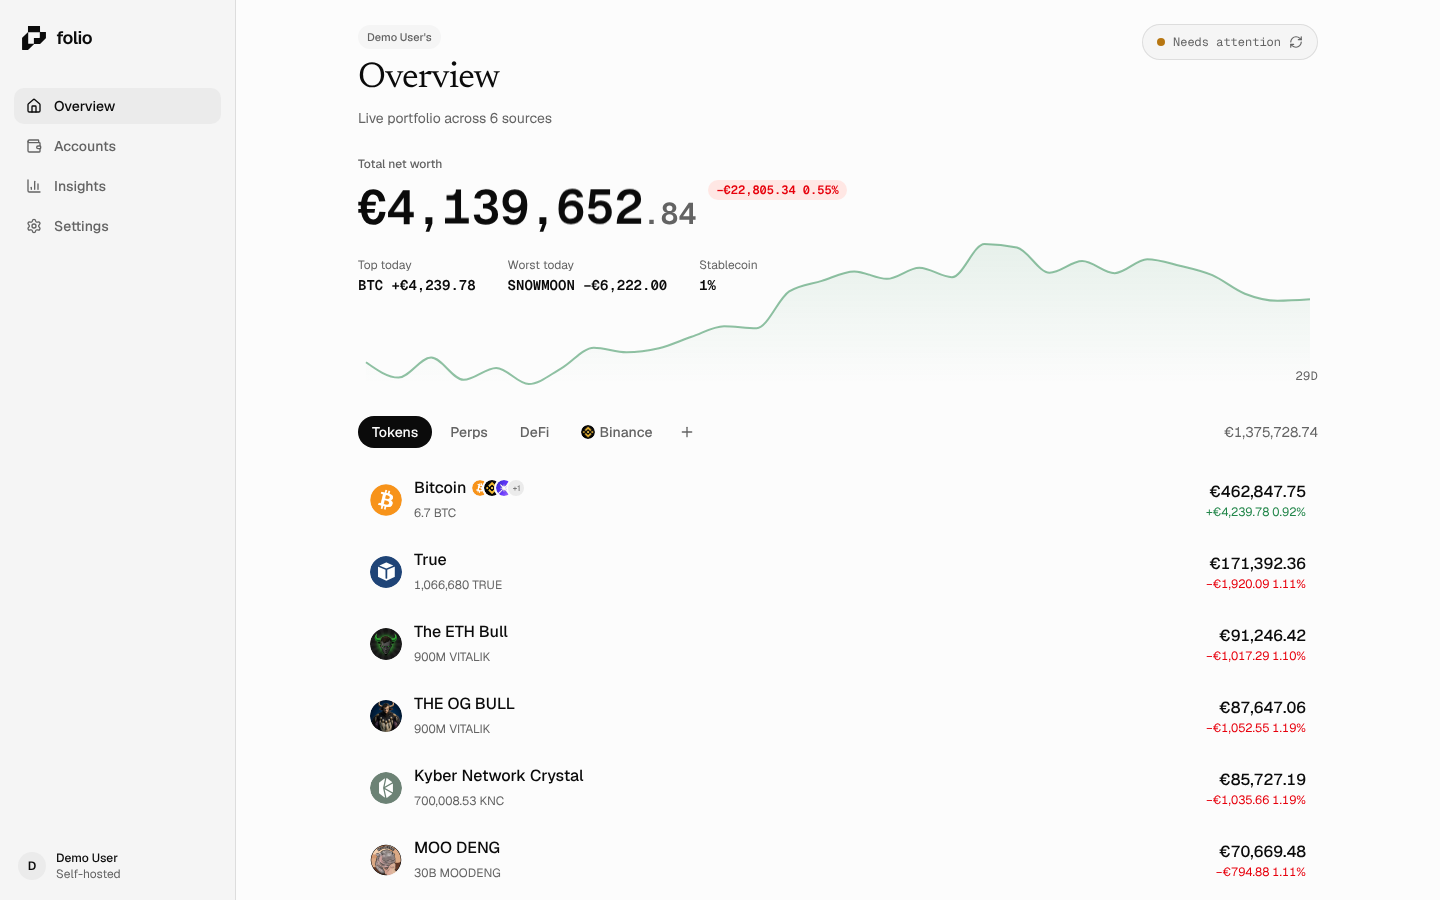 folio
Overview
Accounts
Insights
Settings
Demo User's
Overview
Live portfolio across 6 sources
Needs attention
Total net worth
€4,139,652.84
−€22,805.34 0.55%
Top today
BTC +€4,239.78
Worst today
SNOWMOON −€6,222.00
Stablecoin
1%
29D
Tokens
Perps
DeFi
Binance
€1,375,728.74
Bitcoin +1
6.7 BTC
€462,847.75
+€4,239.78 0.92%
True
1,066,680 TRUE
€171,392.36
−€1,920.09 1.11%
The ETH Bull
900M VITALIK
€91,246.42
−€1,017.29 1.10%
THE OG BULL
900M VITALIK
€87,647.06
−€1,052.55 1.19%
Kyber Network Crystal
700,008.53 KNC
€85,727.19
−€1,035.66 1.19%
MOO DENG
30B MOODENG
€70,669.48
−€794.88 1.11%
D
Demo User
Self-hosted